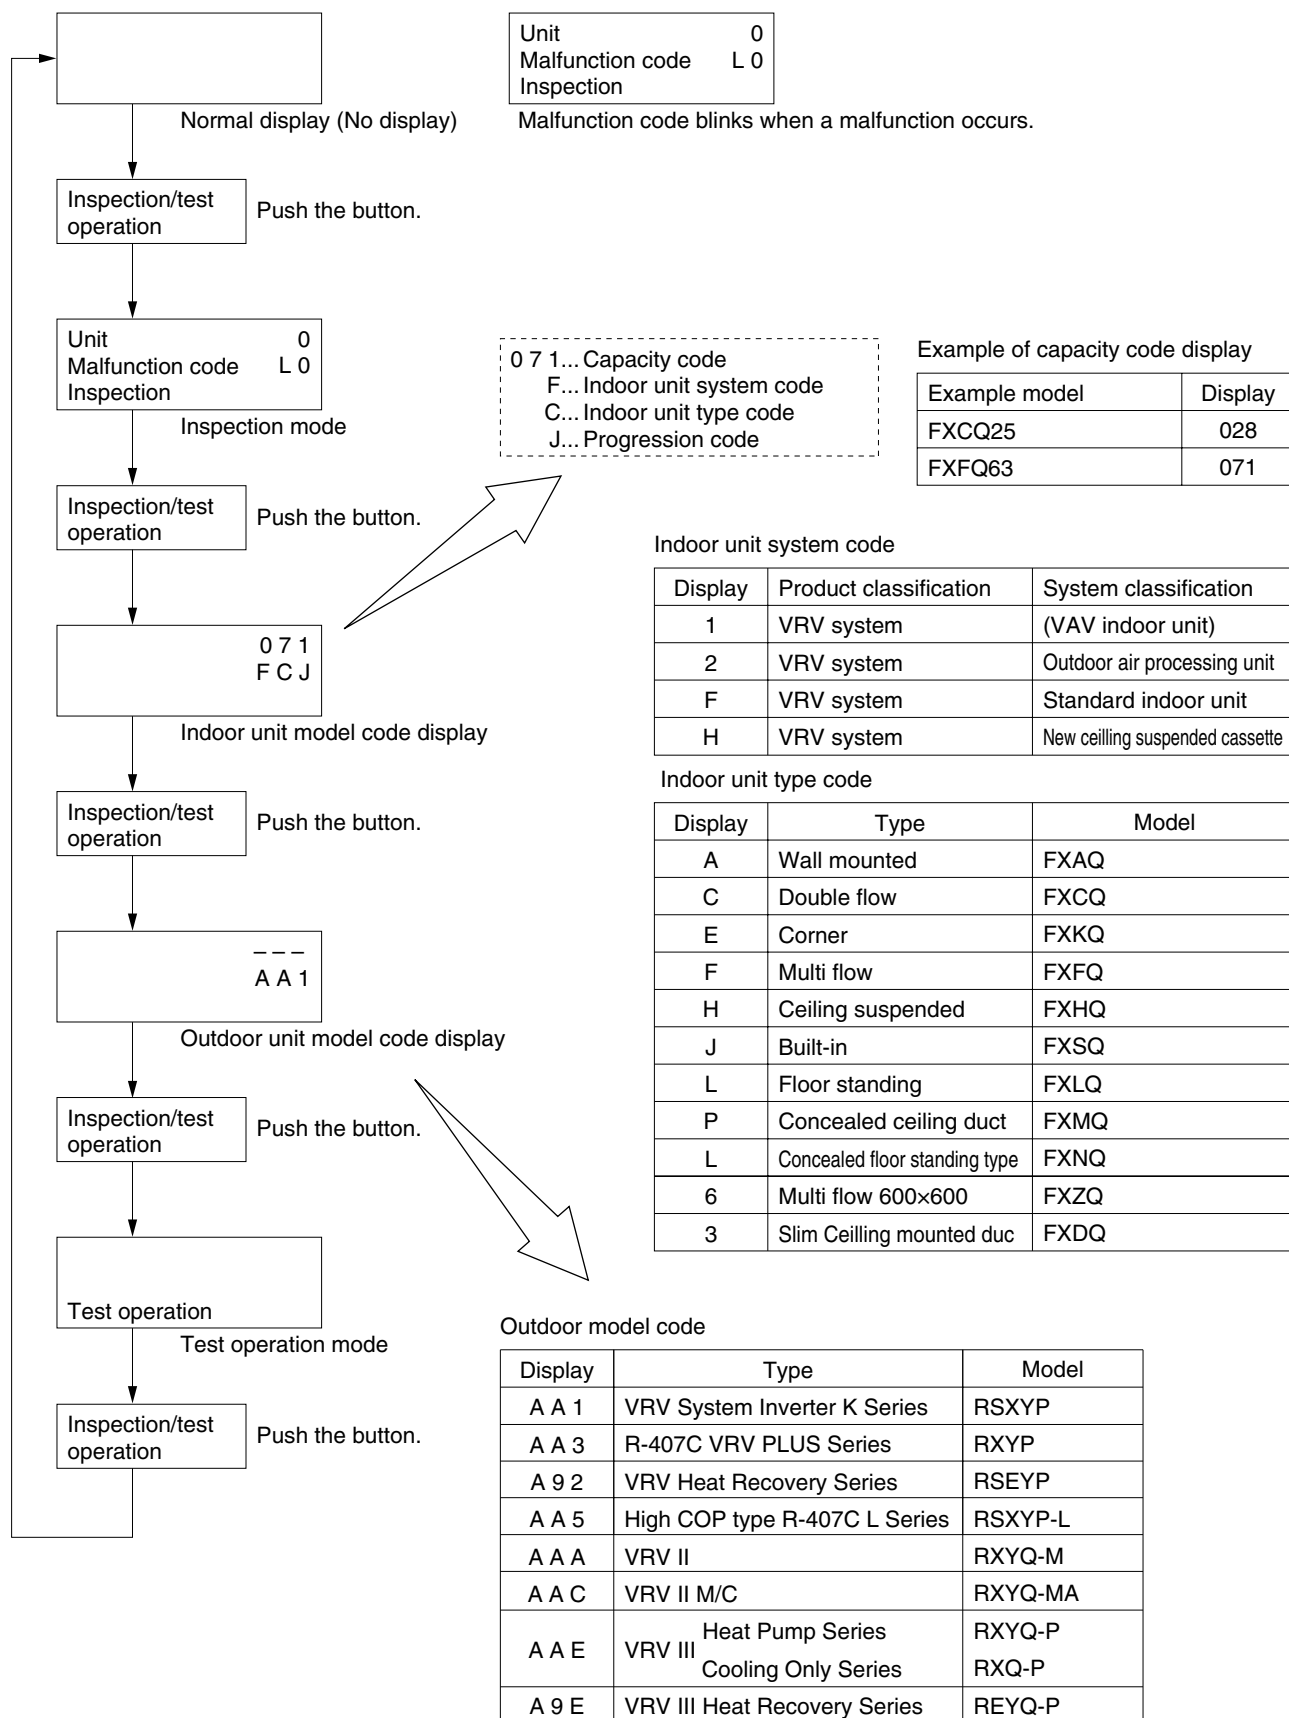 Unit 0
Malfunction code L 0
Inspection
Normal display (No display)
Malfunction code blinks when a malfunction occurs.
Inspection/test
operation
Push the button.
Unit 0
Malfunction code L 0
Inspection
Inspection mode
0 7 1... Capacity code
F... Indoor unit system code
C... Indoor unit type code
J... Progression code
Example of capacity code display
Example model Display
FXCQ25 028
FXFQ63 071
Inspection/test
operation
Push the button.
0 7 1
F C J
Indoor unit model code display
Indoor unit system code
Display Product classification System classification
1 VRV system (VAV indoor unit)
2 VRV system Outdoor air processing unit
F VRV system Standard indoor unit
H VRV system New ceilling suspended cassette
Indoor unit type code
Display Type Model
A Wall mounted FXAQ
C Double flow FXCQ
E Corner FXKQ
F Multi flow FXFQ
H Ceiling suspended FXHQ
J Built-in FXSQ
L Floor standing FXLQ
P Concealed ceiling duct FXMQ
L Concealed floor standing type FXNQ
6 Multi flow 600×600 FXZQ
3 Slim Ceilling mounted duc FXDQ
Inspection/test
operation
Push the button.
– – –
A A 1
Outdoor unit model code display
Inspection/test
operation
Push the button.
Test operation
Test operation mode
Inspection/test
operation
Push the button.
Outdoor model code
Display Type Model
A A 1 VRV System Inverter K Series RSXYP
A A 3 R-407C VRV PLUS Series RXYP
A 9 2 VRV Heat Recovery Series RSEYP
A A 5 High COP type R-407C L Series RSXYP-L
A A A VRV II RXYQ-M
A A C VRV II M/C RXYQ-MA
A A E VRV III Heat Pump Series RXYQ-P
Cooling Only Series RXQ-P
A 9 E VRV III Heat Recovery Series REYQ-P